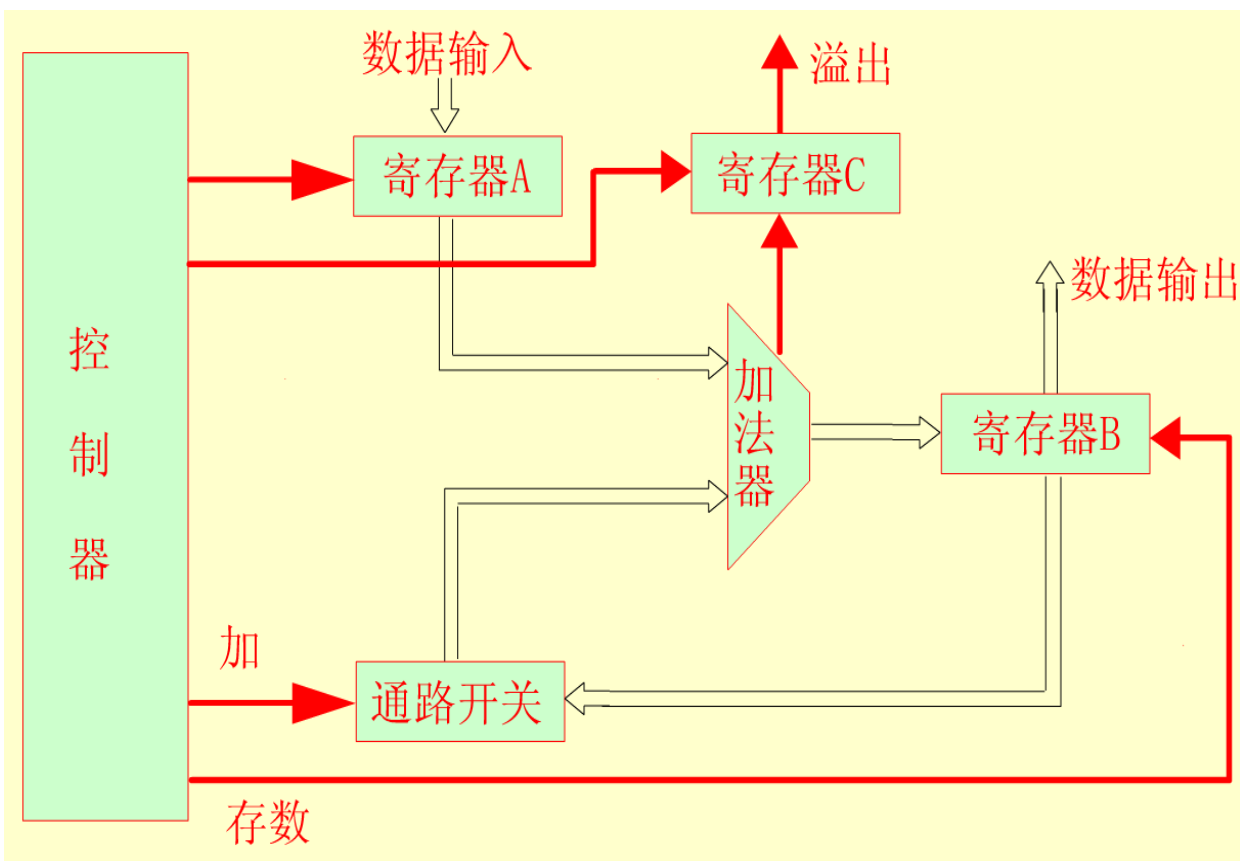 数据输入
溢出
寄存器A
寄存器C
数据输出
控
制
器
加
法
器
寄存器B
加
通路开关
存数